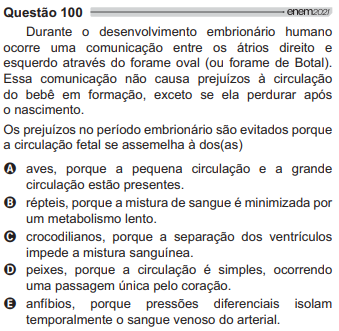 Questão 100 enem2021
Durante o desenvolvimento embrionário humano
ocorre uma comunicação entre os átrios direito e
esquerdo através do forame oval (ou forame de Botal).
Essa comunicação não causa prejuízos à circulação
do bebê em formação, exceto se ela perdurar após
o nascimento.
Os prejuízos no período embrionário são evitados porque
a circulação fetal se assemelha à dos(as)
A aves, porque a pequena circulação e a grande
circulação estão presentes.
B répteis, porque a mistura de sangue é minimizada por
um metabolismo lento.
C crocodilianos, porque a separação dos ventrículos
impede a mistura sanguínea.
D peixes, porque a circulação é simples, ocorrendo
uma passagem única pelo coração.
E anfíbios, porque pressões diferenciais isolam
temporalmente o sangue venoso do arterial.